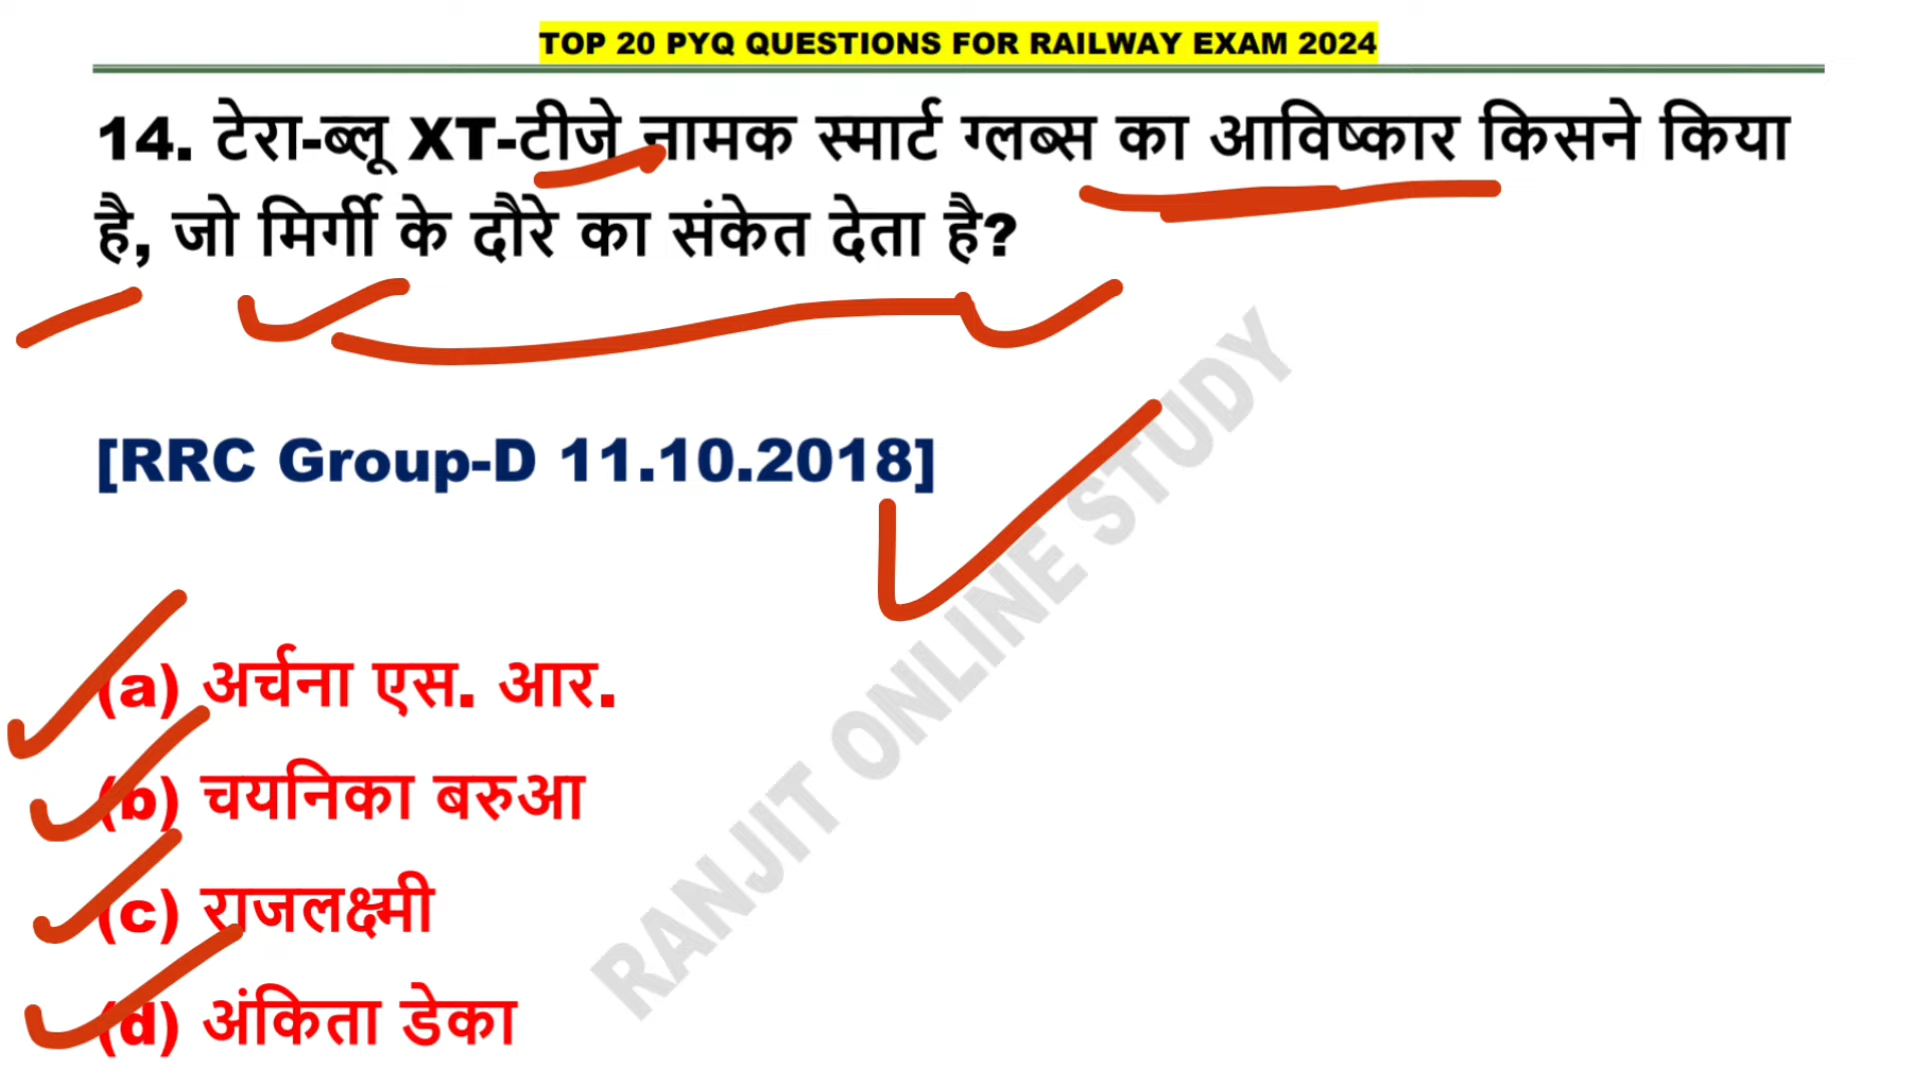 TOP 20 PYQ QUESTIONS FOR RAILWAY EXAM 2024
14. टेरा-ब्लू XT-टीजे नामक स्मार्ट ग्लब्स का आविष्कार किसने किया
है, जो मिर्गी के दौरे का संकेत देता है?
[RRC Group-D 11.10.2018]
RANJIT ONLINE STUDY
(a) अर्चना एस. आर.
(b) चयनिका बरुआ
(c) राजलक्ष्मी
(d) अंकिता डेका